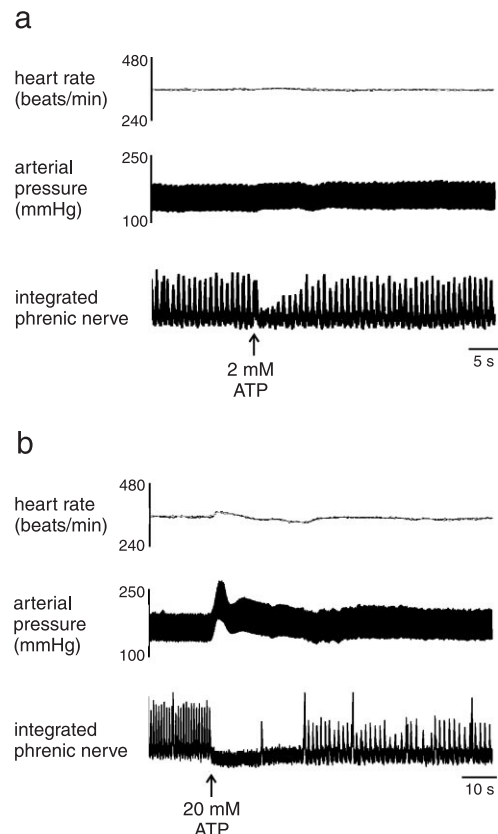 a
480
heart rate
(beats/min)
240
250
arterial
pressure
(mmHg)
100
integrated
phrenic nerve
2 mM
ATP
5 s
b
480
heart rate
(beats/min)
240
250
arterial
pressure
(mmHg)
100
integrated
phrenic nerve
20 mM
ATP
10 s